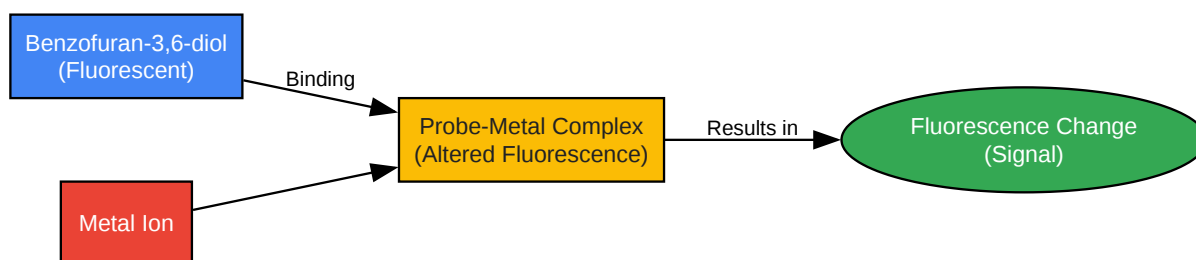 Benzofuran-3,6-diol
(Fluorescent)
Binding
Probe-Metal Complex
(Altered Fluorescence)
Results in
Fluorescence Change
(Signal)
Metal Ion